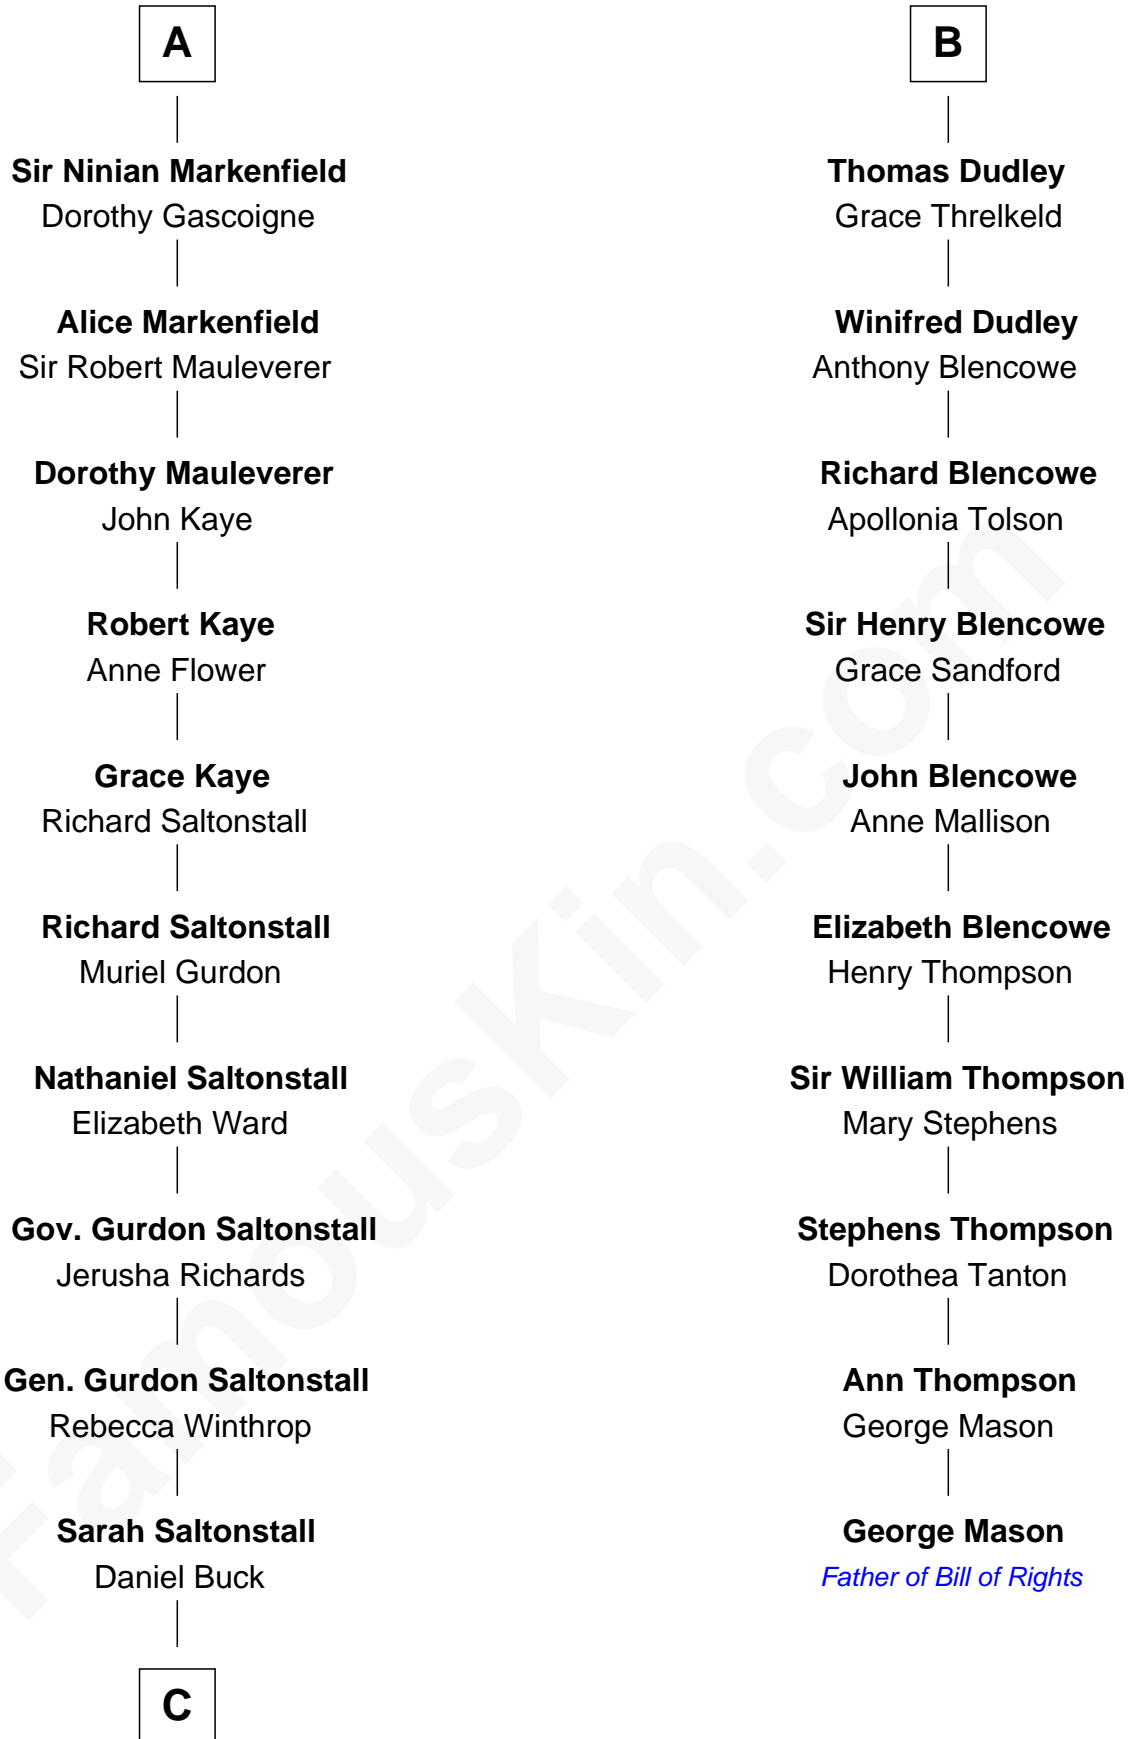 A
Sir Ninian Markenfield
Dorothy Gascoigne
Alice Markenfield
Sir Robert Mauleverer
Dorothy Mauleverer
John Kaye
Robert Kaye
Anne Flower
Grace Kaye
Richard Saltonstall
Richard Saltonstall
Muriel Gurdon
Nathaniel Saltonstall
Elizabeth Ward
Gov. Gurdon Saltonstall
Jerusha Richards
Gen. Gurdon Saltonstall
Rebecca Winthrop
Sarah Saltonstall
Daniel Buck
C
B
Thomas Dudley
Grace Threlkeld
Winifred Dudley
Anthony Blencowe
Richard Blencowe
Apollonia Tolson
Sir Henry Blencowe
Grace Sandford
John Blencowe
Anne Mallison
Elizabeth Blencowe
Henry Thompson
Sir William Thompson
Mary Stephens
Stephens Thompson
Dorothea Tanton
Ann Thompson
George Mason
George Mason
Father of Bill of Rights
FamousKin.com